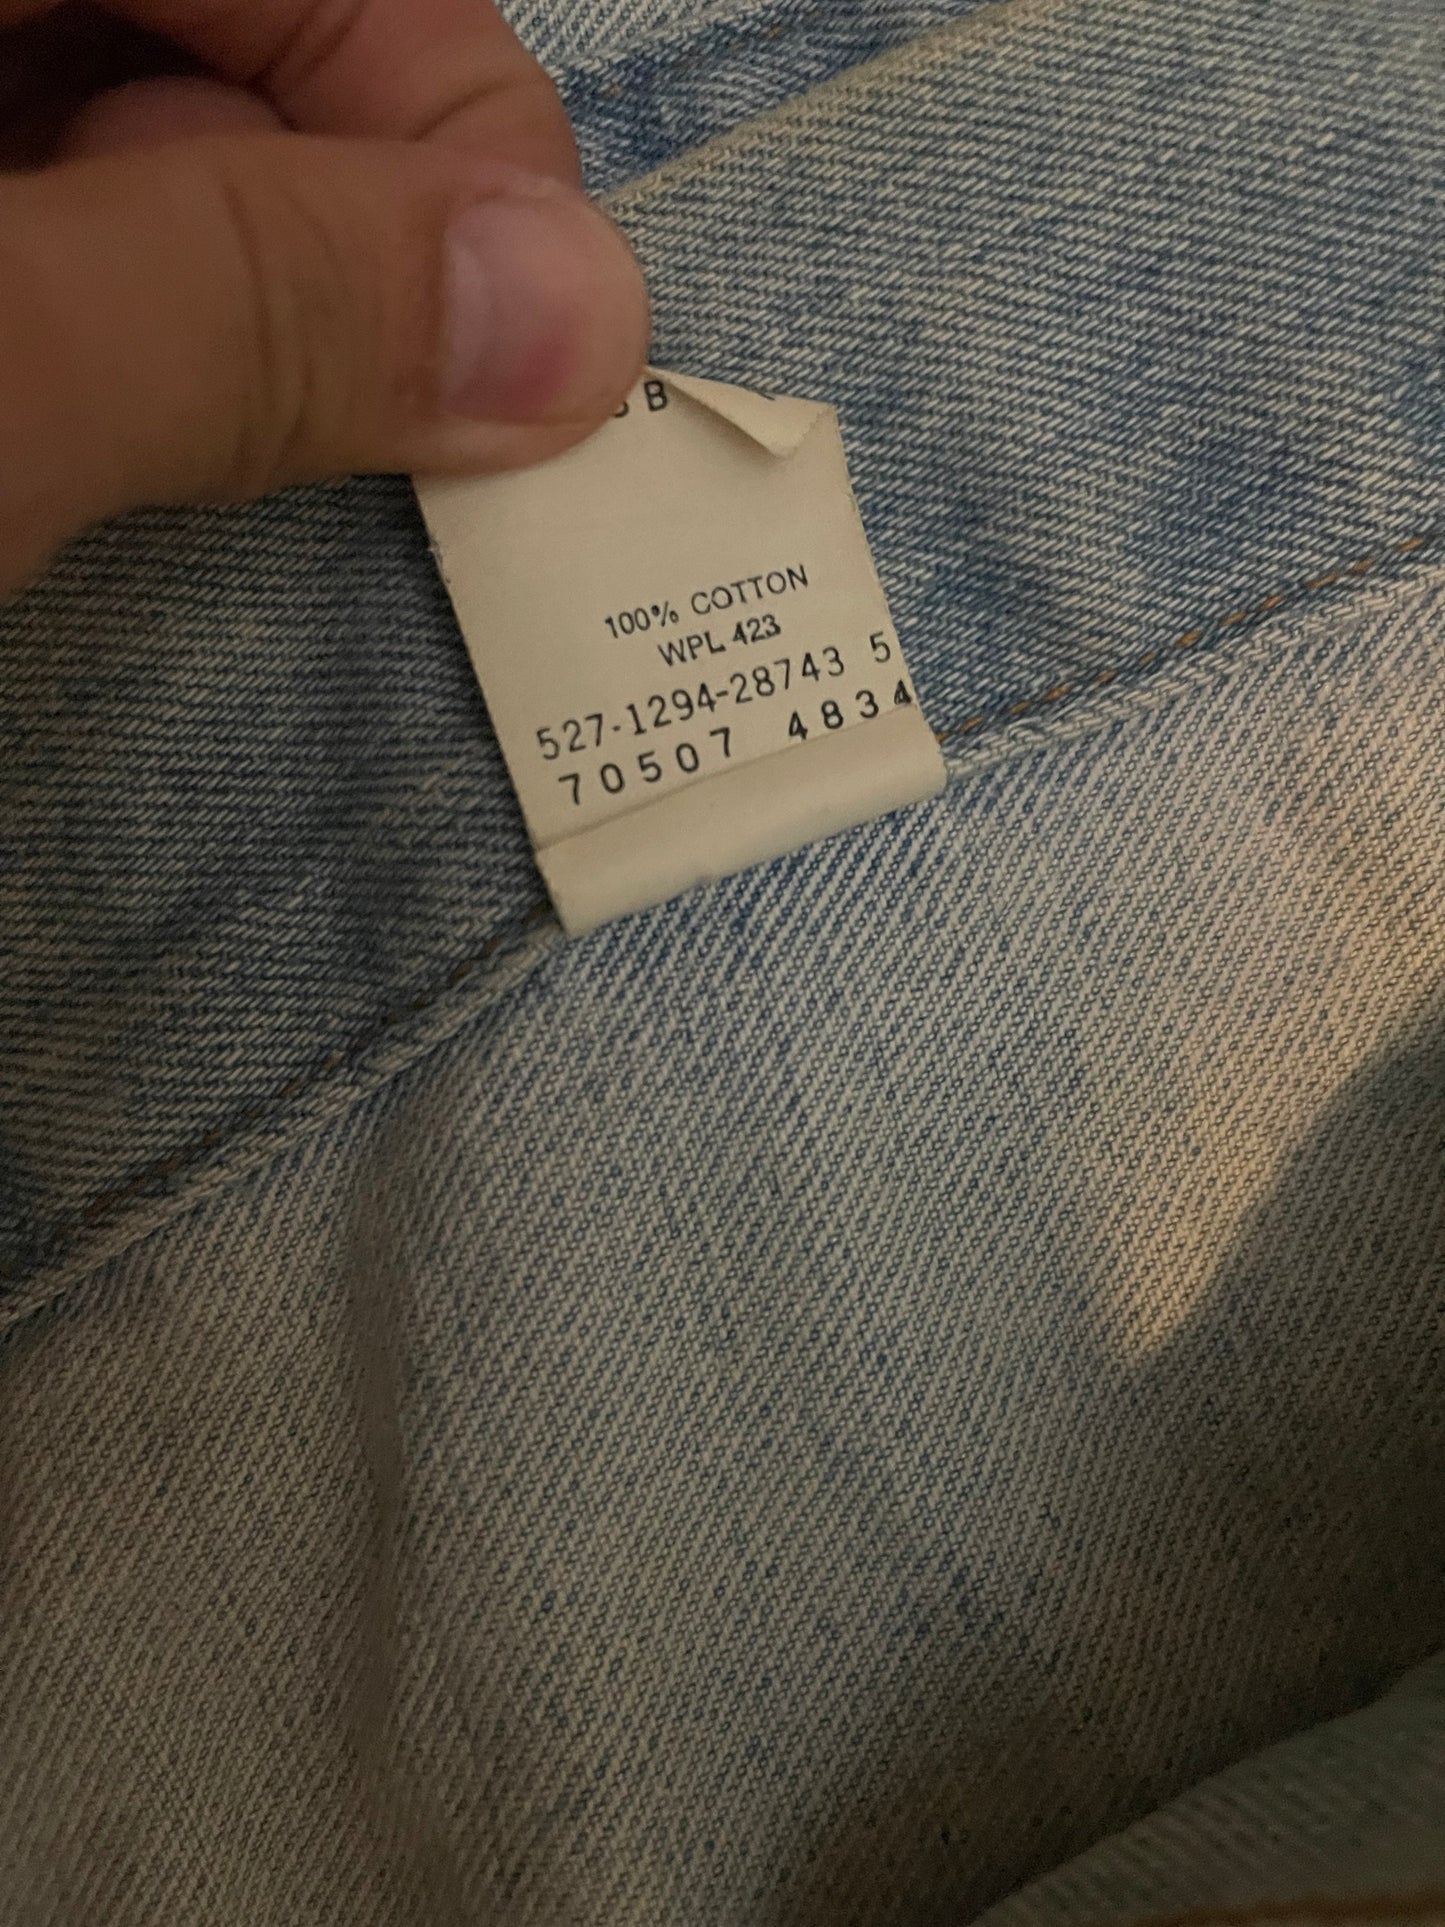 B
100% COTTON
WPL 423
527-1294-28743 5
70507 4834